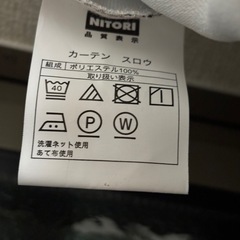 NITORI
品質表示
カーテン スロウ
組成 ポリエステル100%
取り扱い表示
40
P W
洗濯ネット使用
あて布使用